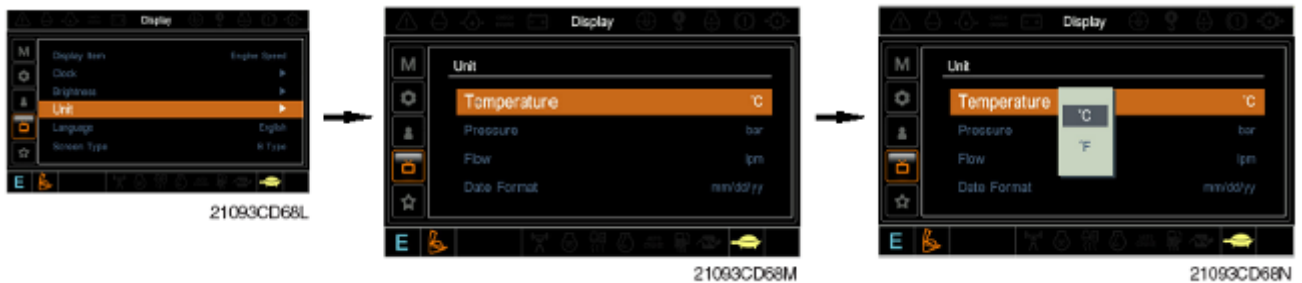 Display
M
Display Item Engine Speed
Clock
Brightness
Unit
Language English
Screen Type B Type
E
21093CD68L
Display
M
Unit
Temperature °C
Pressure bar
Flow lpm
Date Format mm/dd/yy
E
21093CD68M
Display
M
Unit
Temperature °C
°C
Pressure bar
°F
Flow lpm
Date Format mm/dd/yy
E
21093CD68N